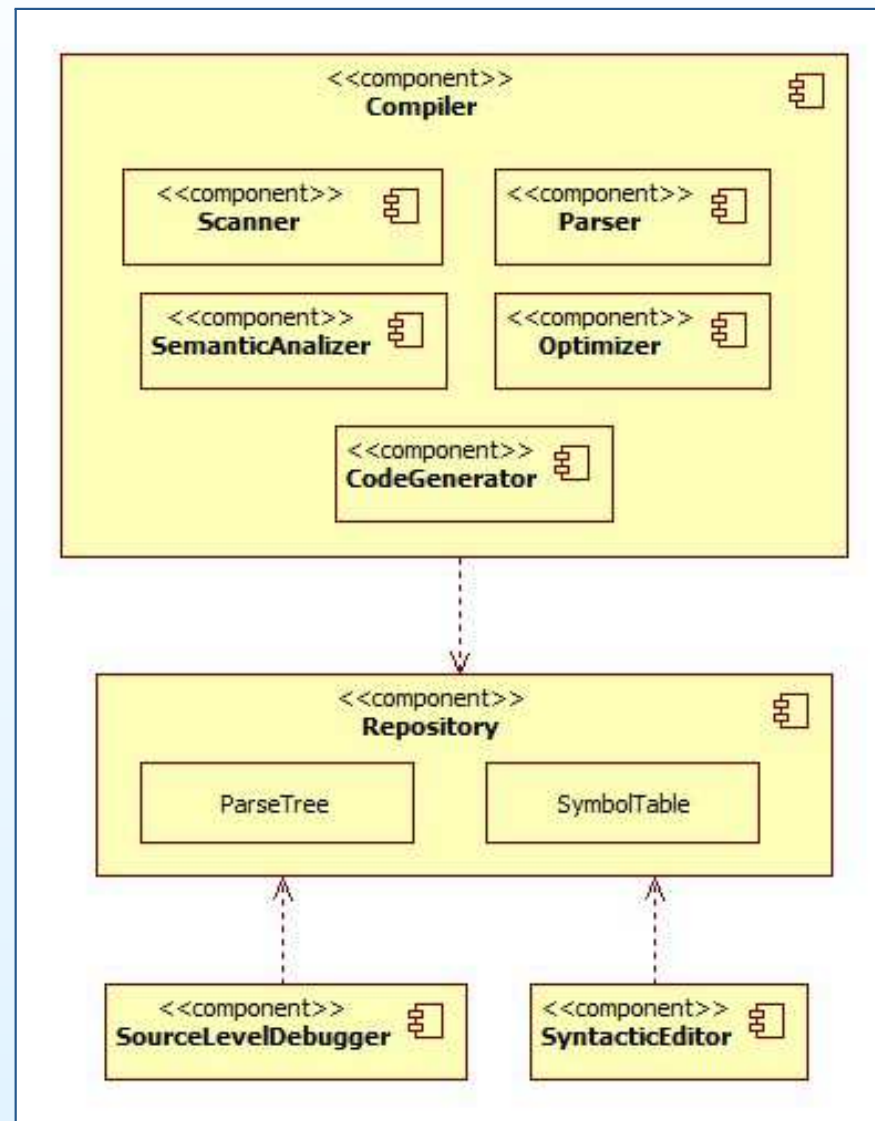 <<component>>
Compiler
<<component>>
Scanner
<<component>>
Parser
<<component>>
SemanticAnalizer
<<component>>
Optimizer
<<component>>
CodeGenerator
<<component>>
Repository
ParseTree
SymbolTable
<<component>>
SourceLevelDebugger
<<component>>
SyntacticEditor